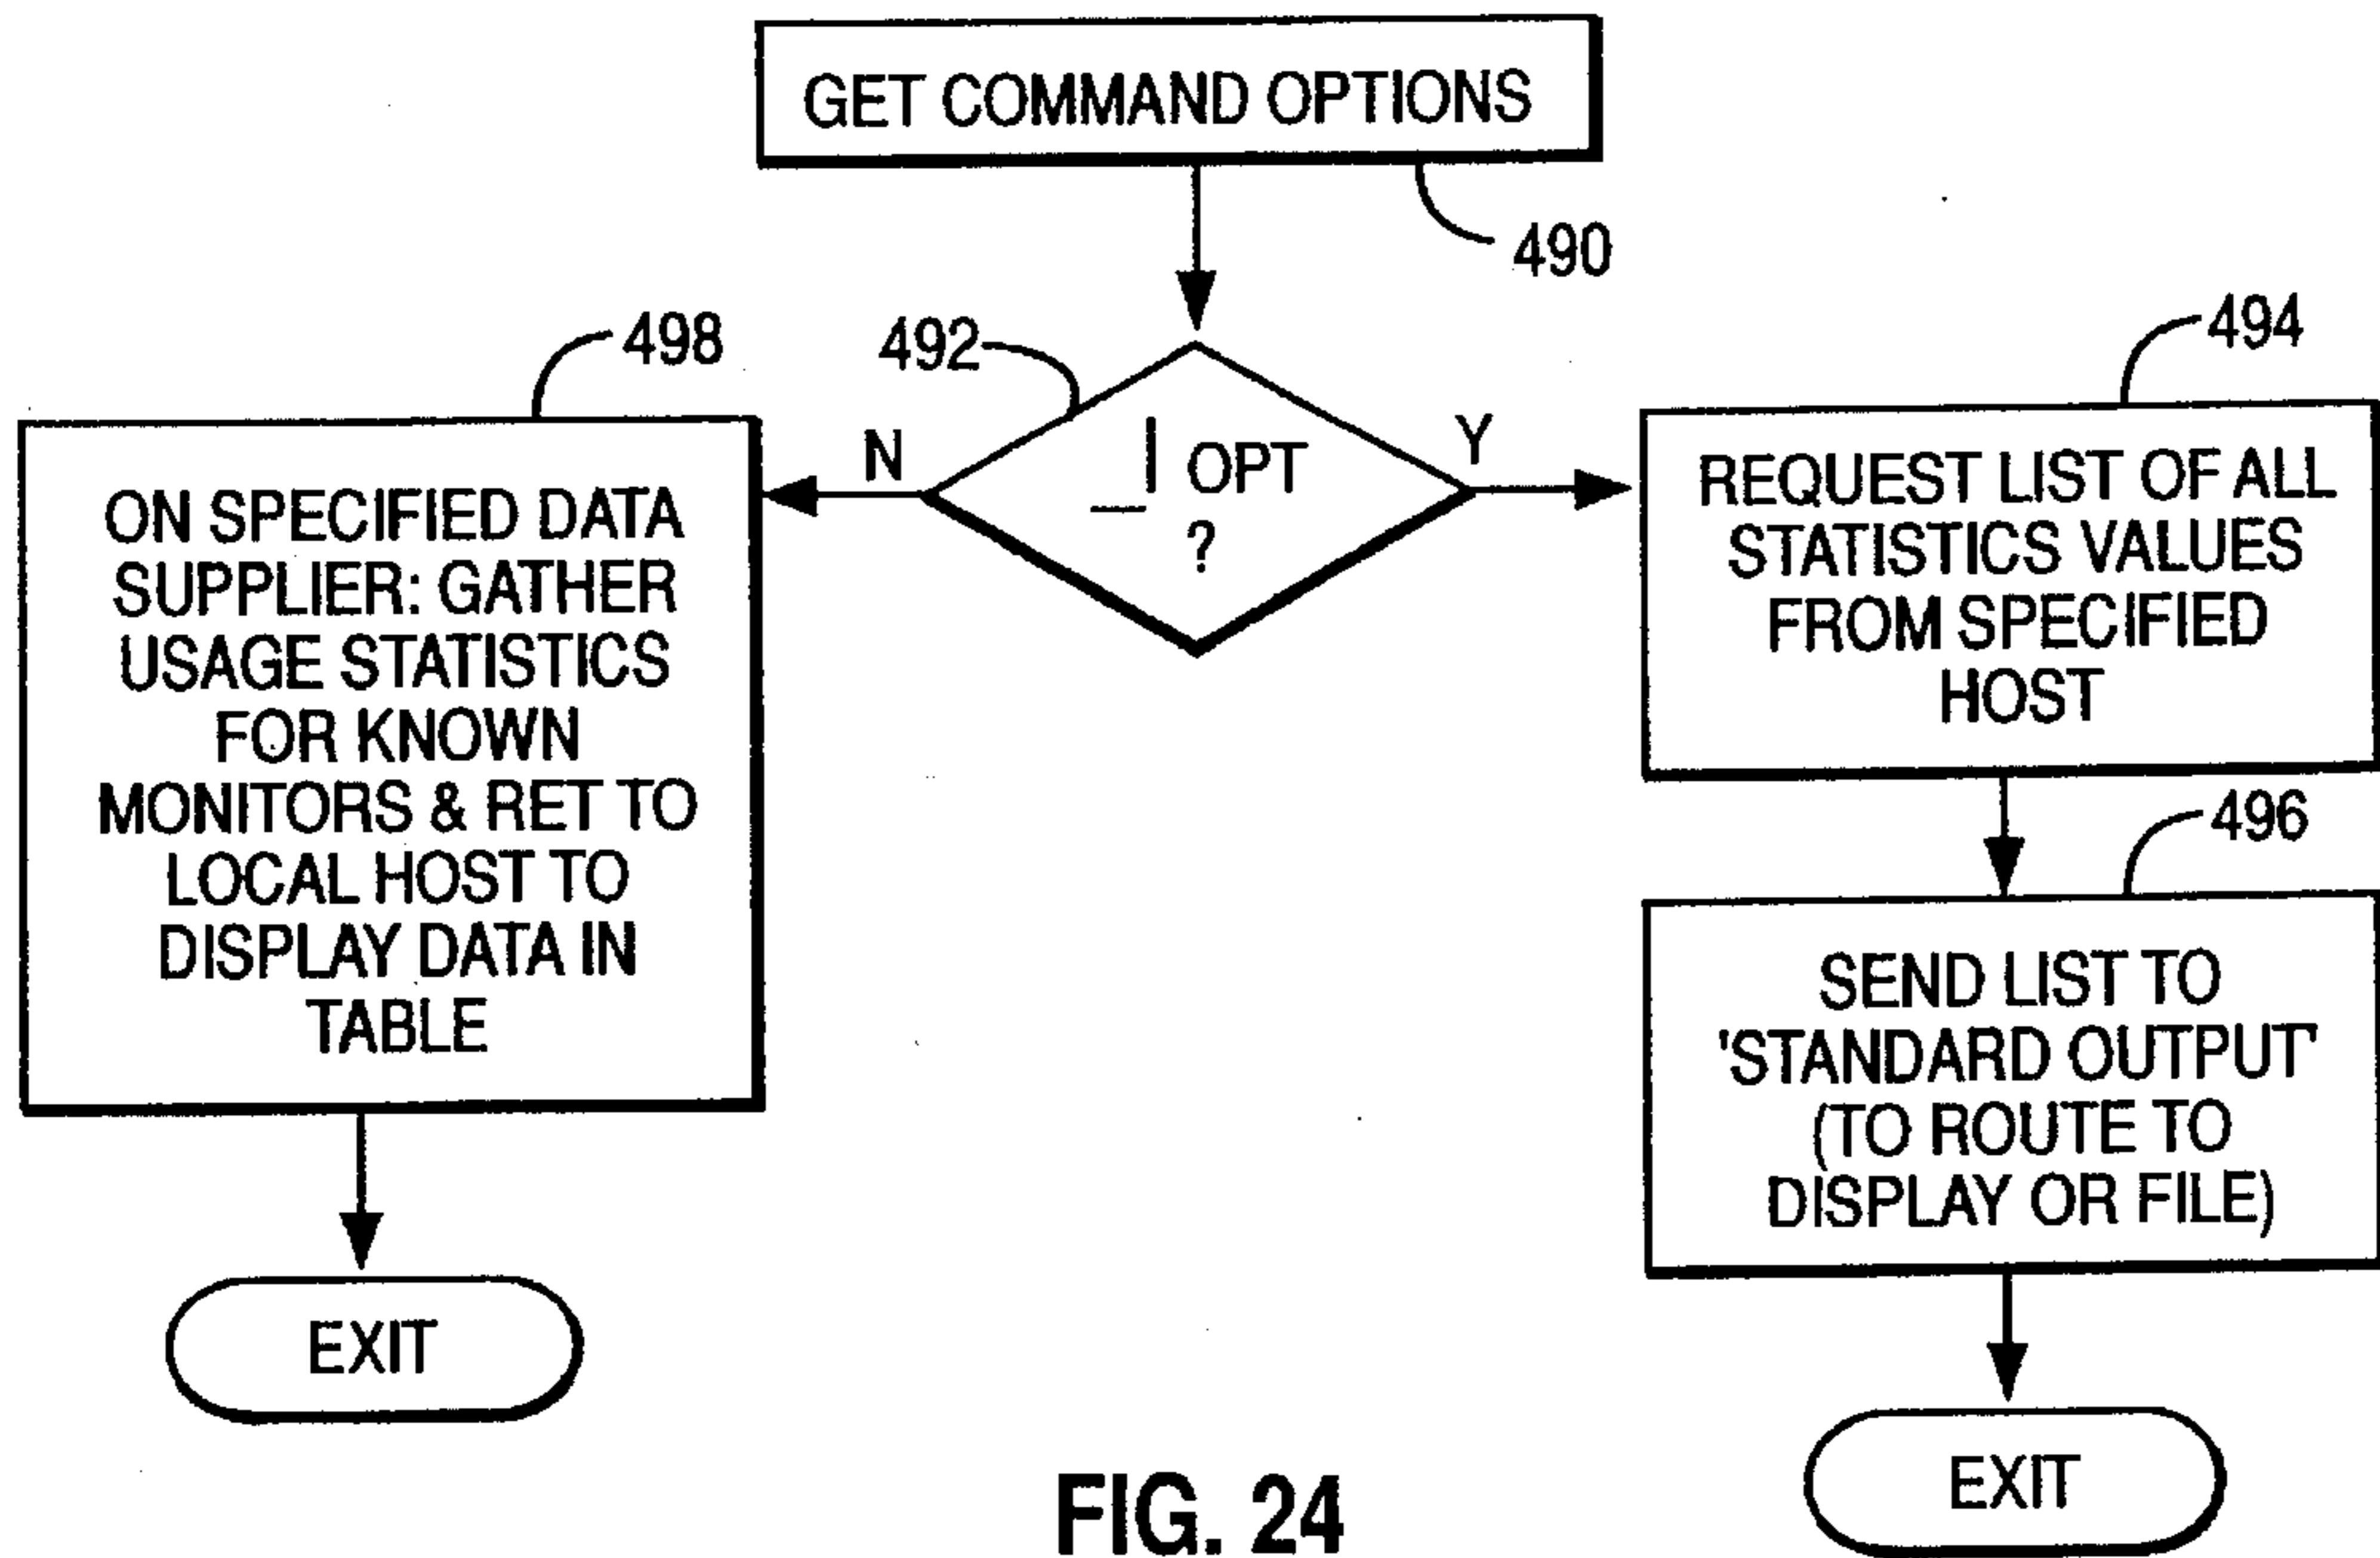 GET COMMAND OPTIONS
490
492
_l OPT
?
N
Y
498
ON SPECIFIED DATA
SUPPLIER: GATHER
USAGE STATISTICS
FOR KNOWN
MONITORS & RET TO
LOCAL HOST TO
DISPLAY DATA IN
TABLE
EXIT
494
REQUEST LIST OF ALL
STATISTICS VALUES
FROM SPECIFIED
HOST
496
SEND LIST TO
'STANDARD OUTPUT'
(TO ROUTE TO
DISPLAY OR FILE)
EXIT
FIG. 24